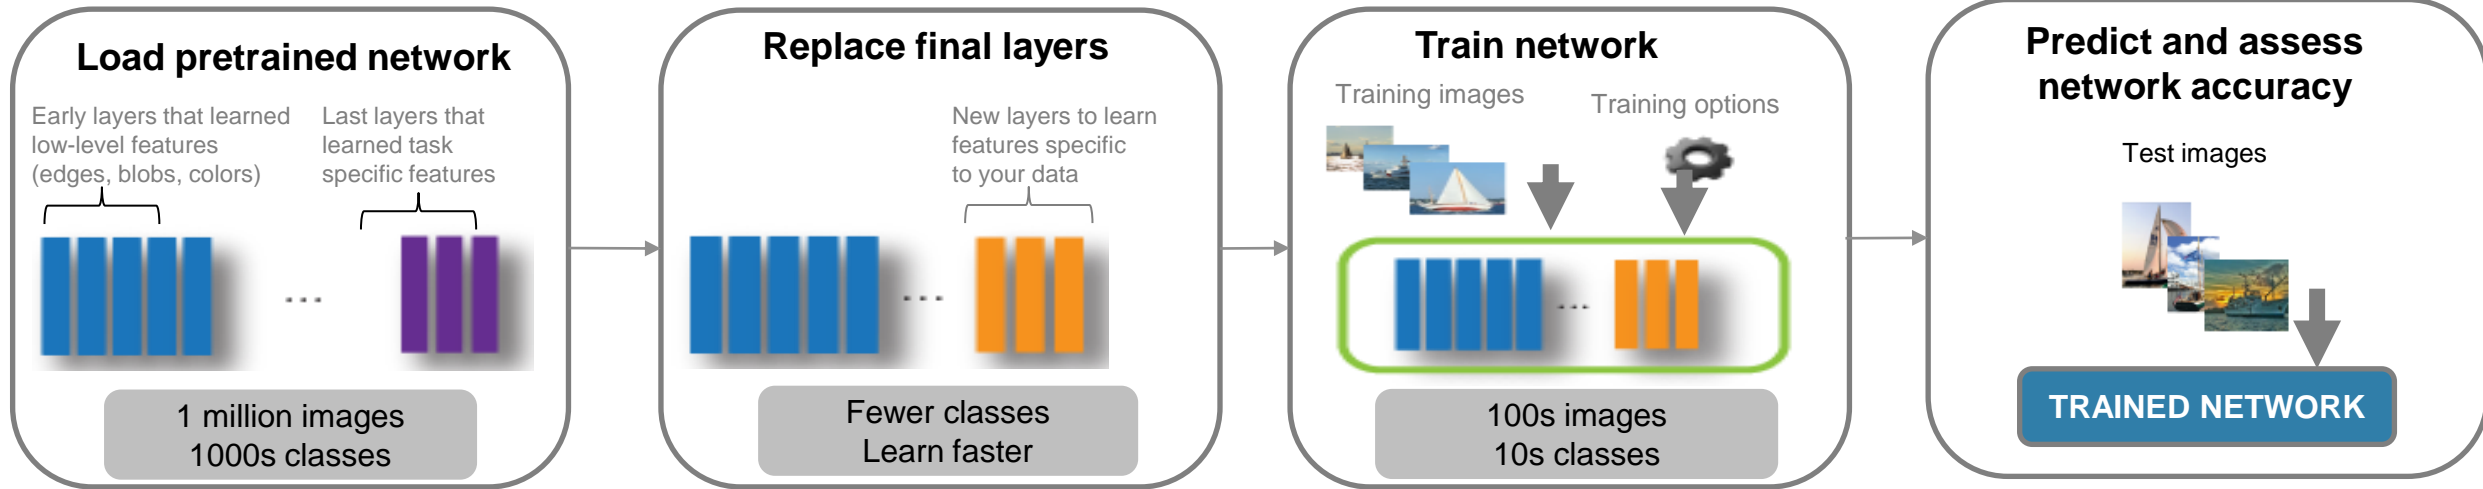 Load pretrained network
Early layers that learned
low-level features
(edges, blobs, colors)
Last layers that
learned task
specific features
...
1 million images
1000s classes
Replace final layers
New layers to learn
features specific
to your data
...
Fewer classes
Learn faster
Train network
Training images
Training options
...
100s images
10s classes
Predict and assess
network accuracy
Test images
TRAINED NETWORK